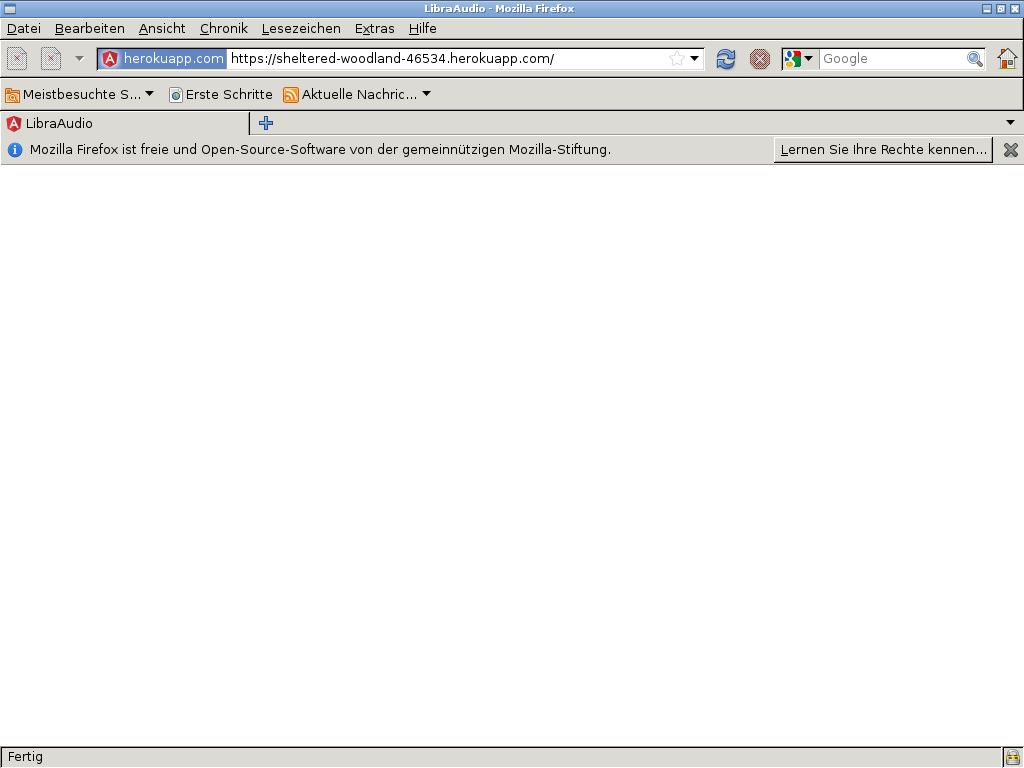 LibraAudio - Mozilla Firefox
Datei Bearbeiten Ansicht Chronik Lesezeichen Extras Hilfe
herokuapp.com https://sheltered-woodland-46534.herokuapp.com/ Google
Meistbesuchte S... Erste Schritte Aktuelle Nachric...
LibraAudio
Mozilla Firefox ist freie und Open-Source-Software von der gemeinnützigen Mozilla-Stiftung. Lernen Sie Ihre Rechte kennen...
Fertig